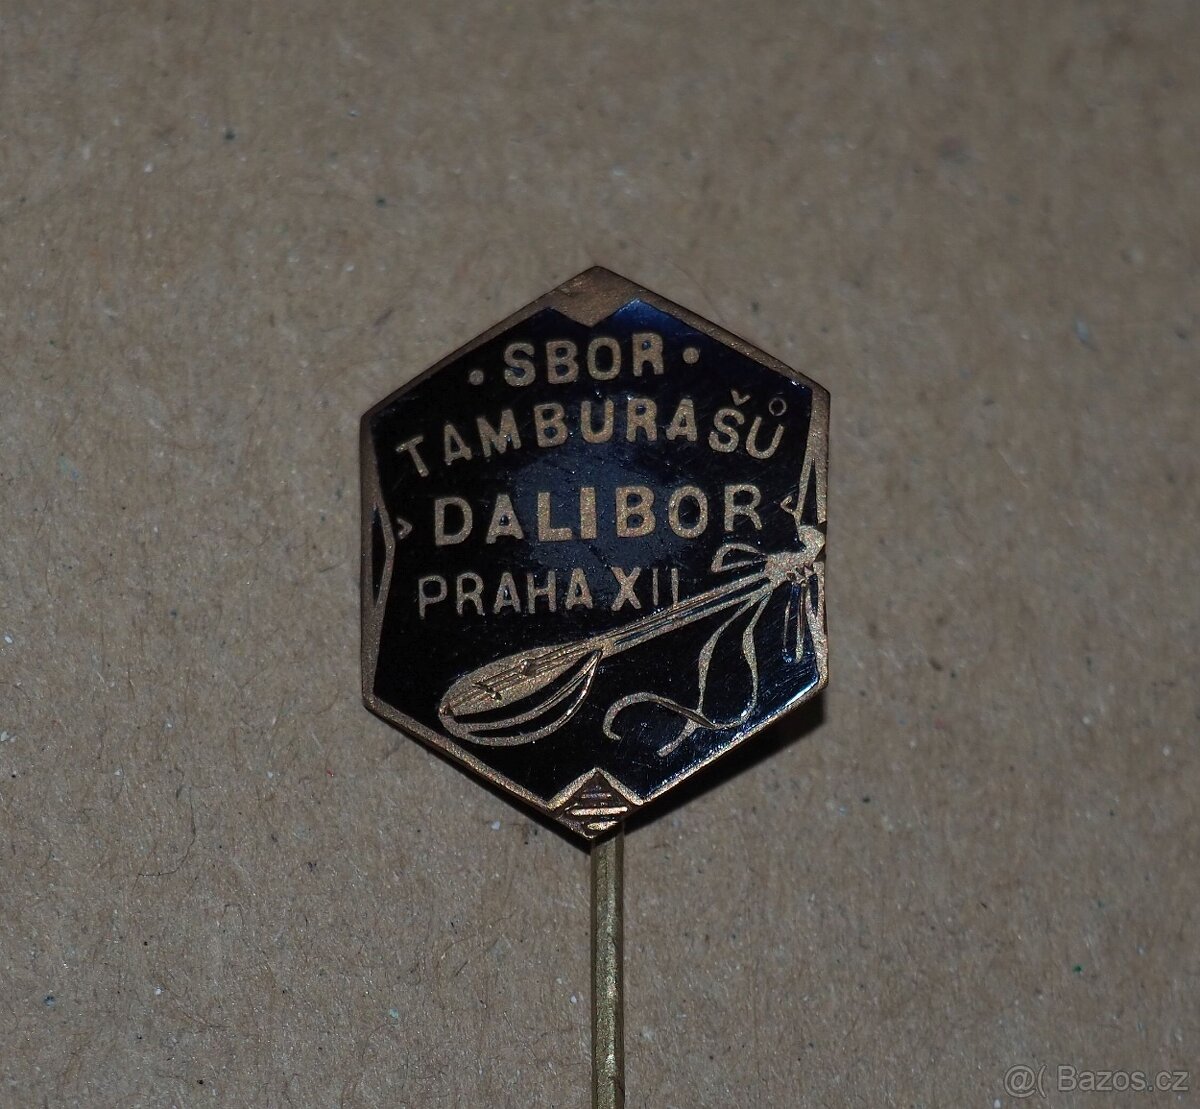 · SBOR ·
TAMBURAŠŮ
DALIBOR
PRAHA XII
@( Bazos.cz